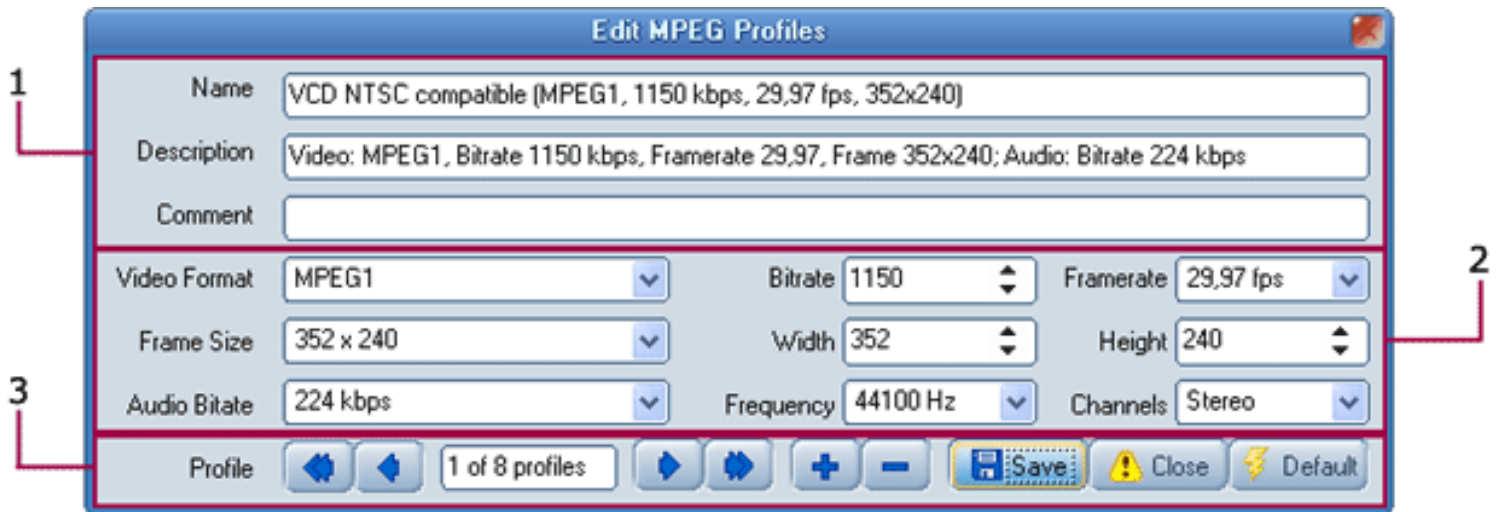 Edit MPEG Profiles
1
Name VCD NTSC compatible (MPEG1, 1150 kbps, 29,97 fps, 352x240)
Description Video: MPEG1, Bitrate 1150 kbps, Framerate 29,97, Frame 352x240; Audio: Bitrate 224 kbps
Comment
2
Video Format MPEG1 Bitrate 1150 Framerate 29,97 fps
Frame Size 352 x 240 Width 352 Height 240
3
Audio Bitate 224 kbps Frequency 44100 Hz Channels Stereo
Profile 1 of 8 profiles Save Close Default